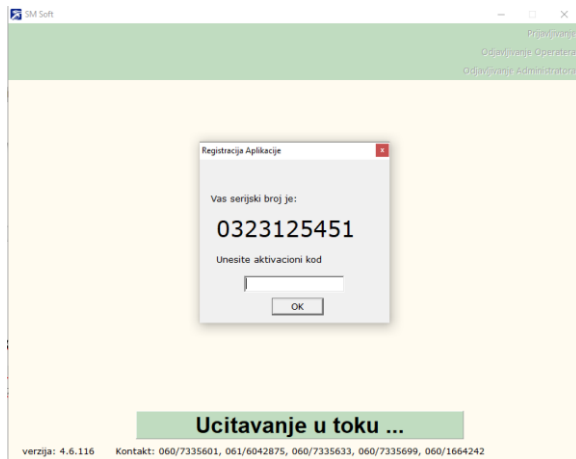 SM Soft
Prijavljivanje
Odjavljivanje Operatera
Odjavljivanje Administratora
Registracija Aplikacije
Vas serijski broj je:
0323125451
Unesite aktivacioni kod
OK
Ucitavanje u toku ...
verzija: 4.6.116 Kontakt: 060/7335601, 061/6042875, 060/7335633, 060/7335699, 060/1664242